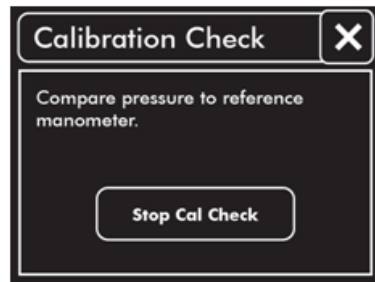 Calibration Check
Compare pressure to reference
manometer.
Stop Cal Check